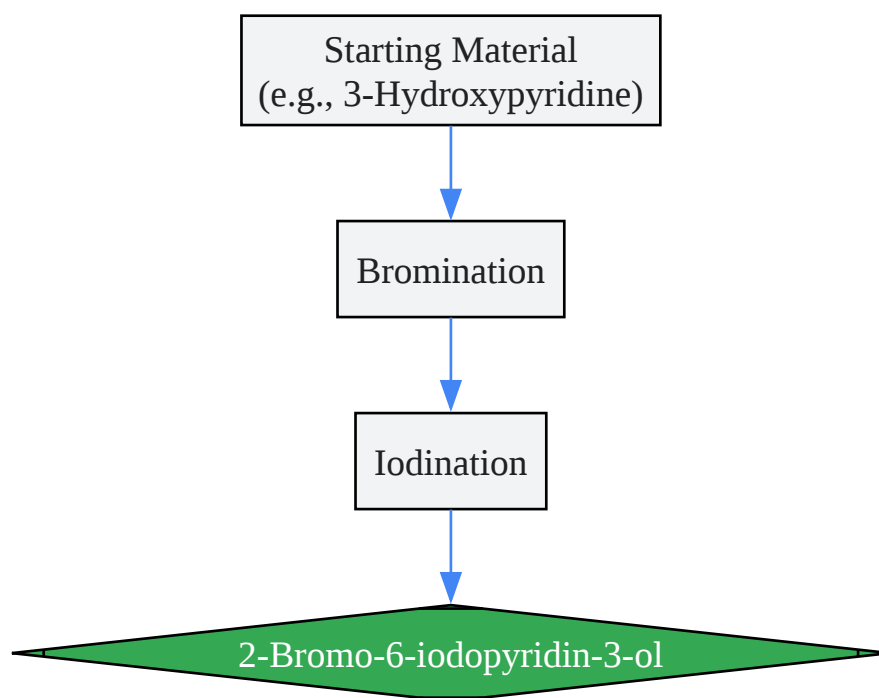 Starting Material
(e.g., 3-Hydroxypyridine)
Bromination
Iodination
2-Bromo-6-iodopyridin-3-ol